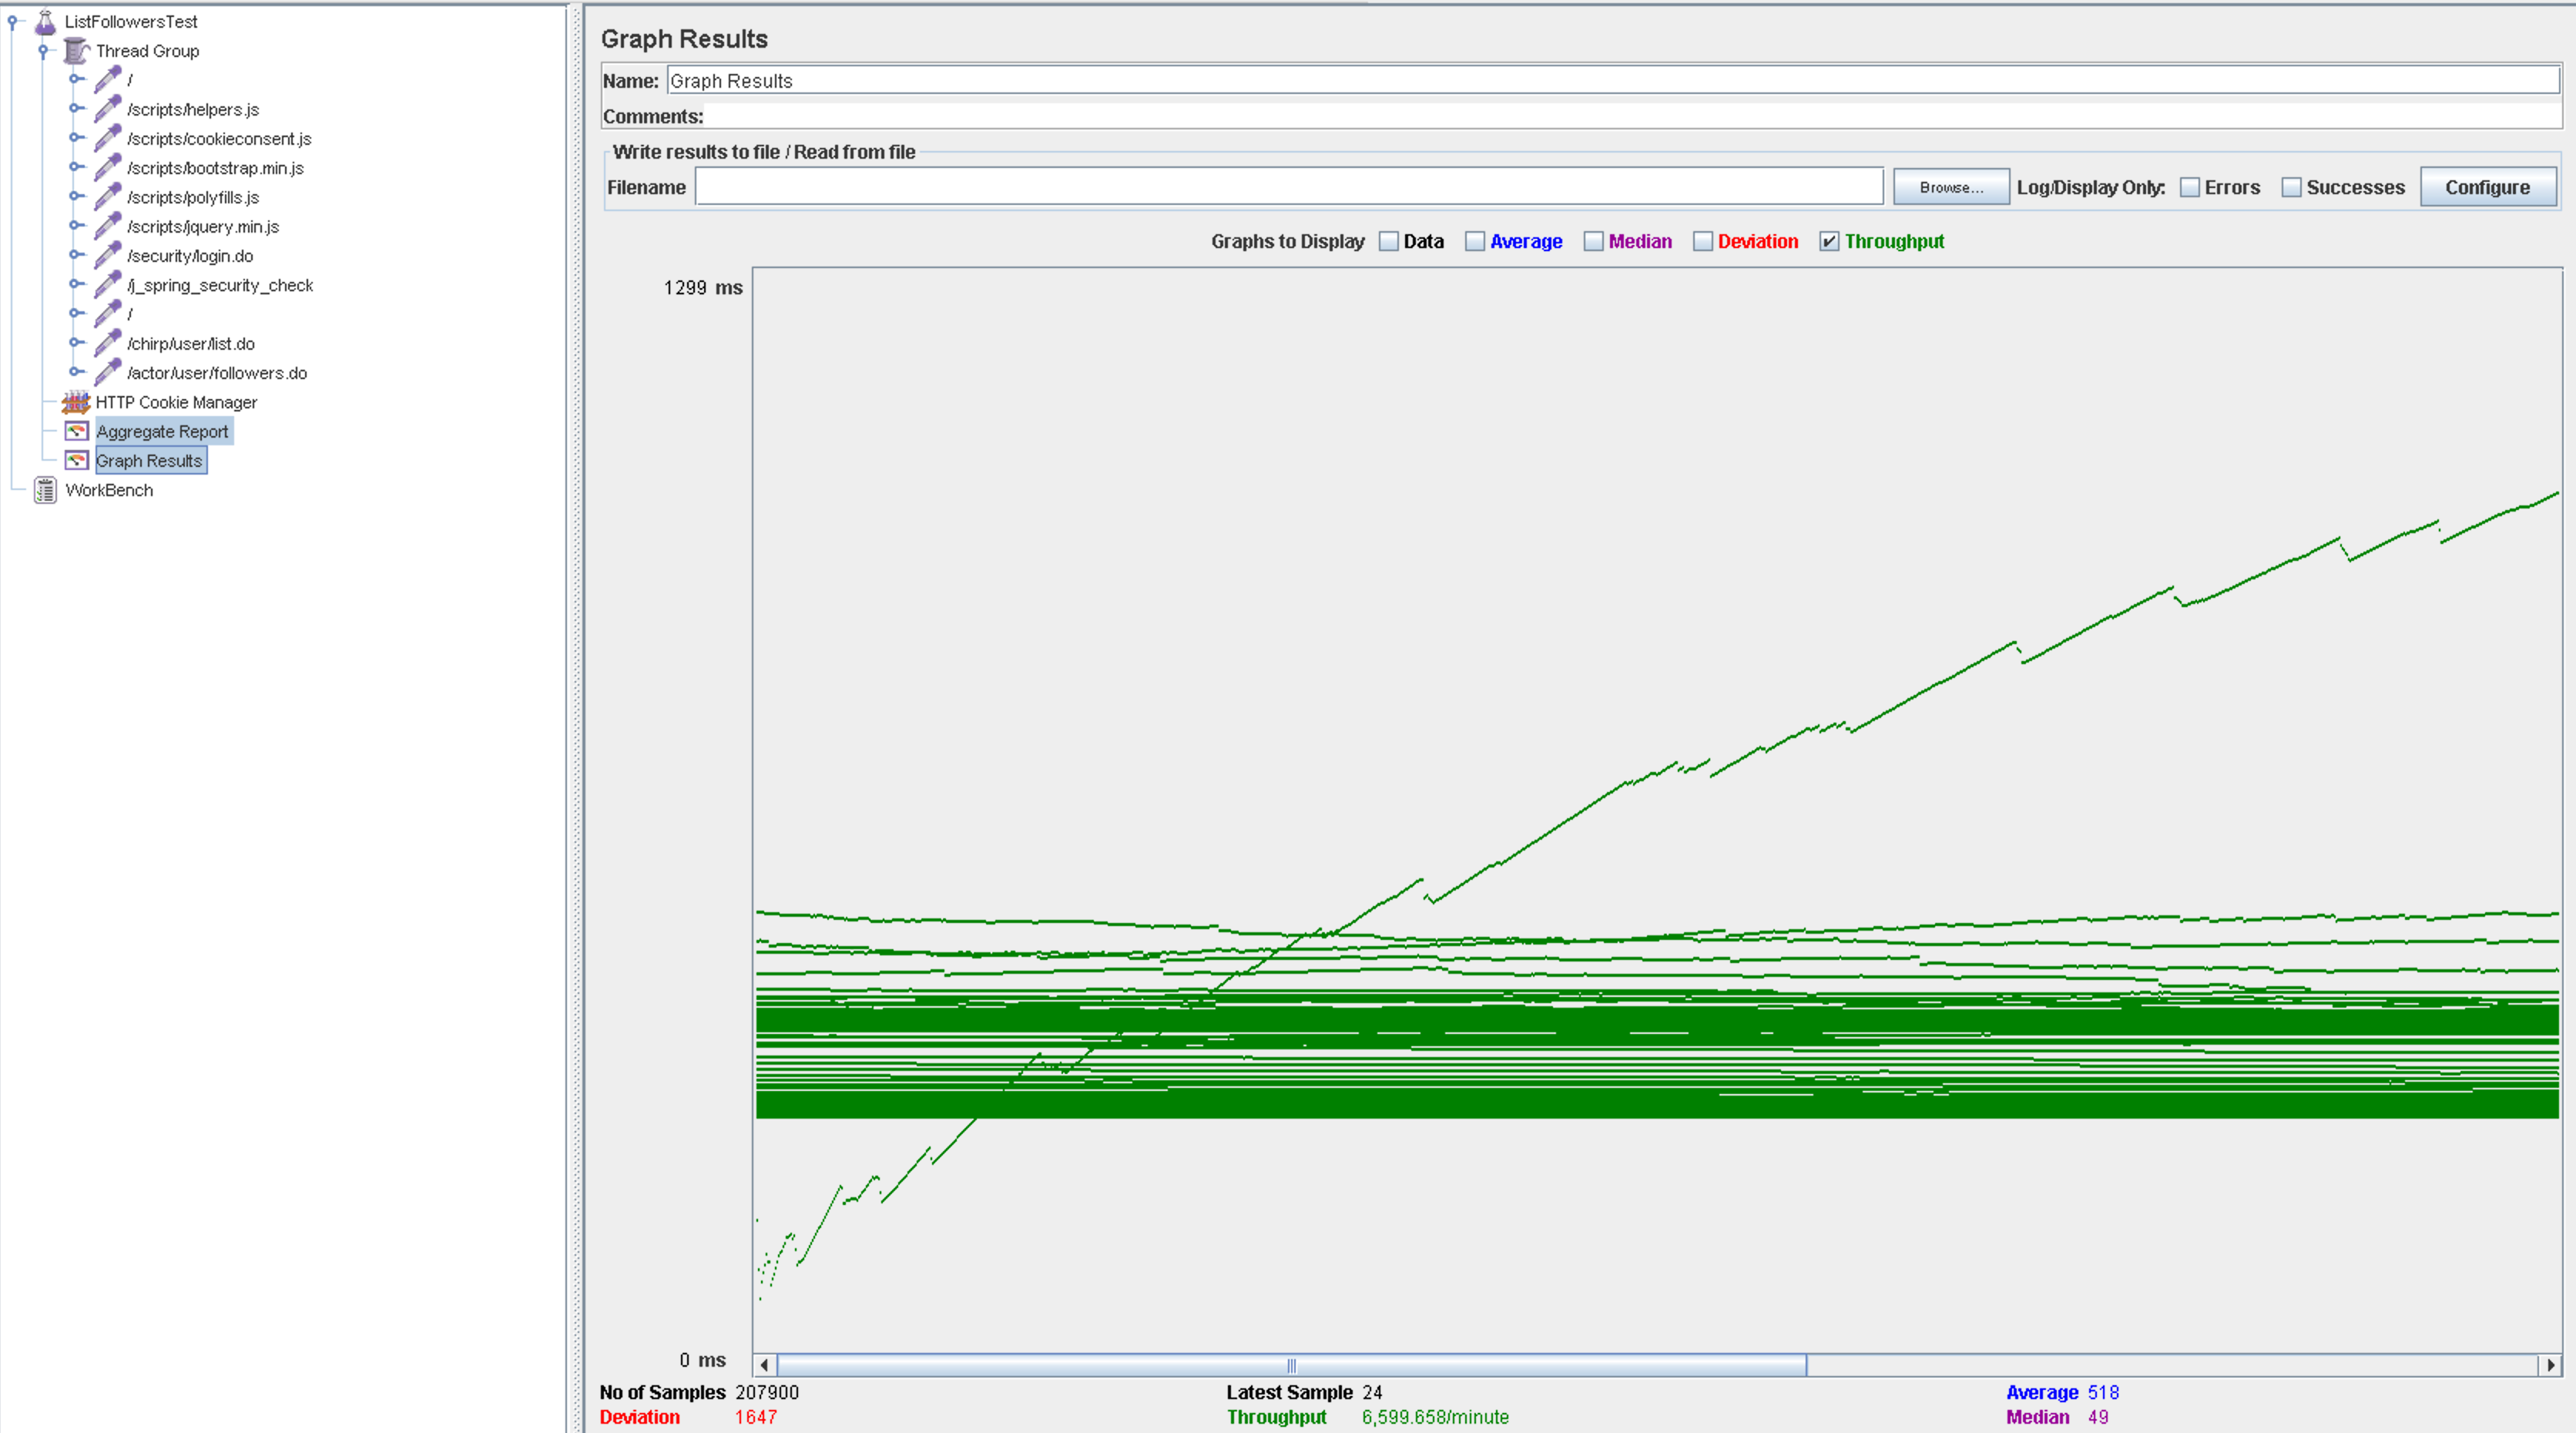 ListFollowersTest
Thread Group
/
/scripts/helpers.js
/scripts/cookieconsent.js
/scripts/bootstrap.min.js
/scripts/polyfills.js
/scripts/jquery.min.js
/security/login.do
/j_spring_security_check
/
/chirp/user/list.do
/actor/user/followers.do
HTTP Cookie Manager
Aggregate Report
Graph Results
WorkBench
Graph Results
Name: Graph Results
Comments:
Write results to file / Read from file
Filename Browse... Log/Display Only: Errors Successes Configure
Graphs to Display Data Average Median Deviation Throughput
1299 ms
0 ms
No of Samples 207900 Latest Sample 24 Average 518
Deviation 1647 Throughput 6,599.658/minute Median 49